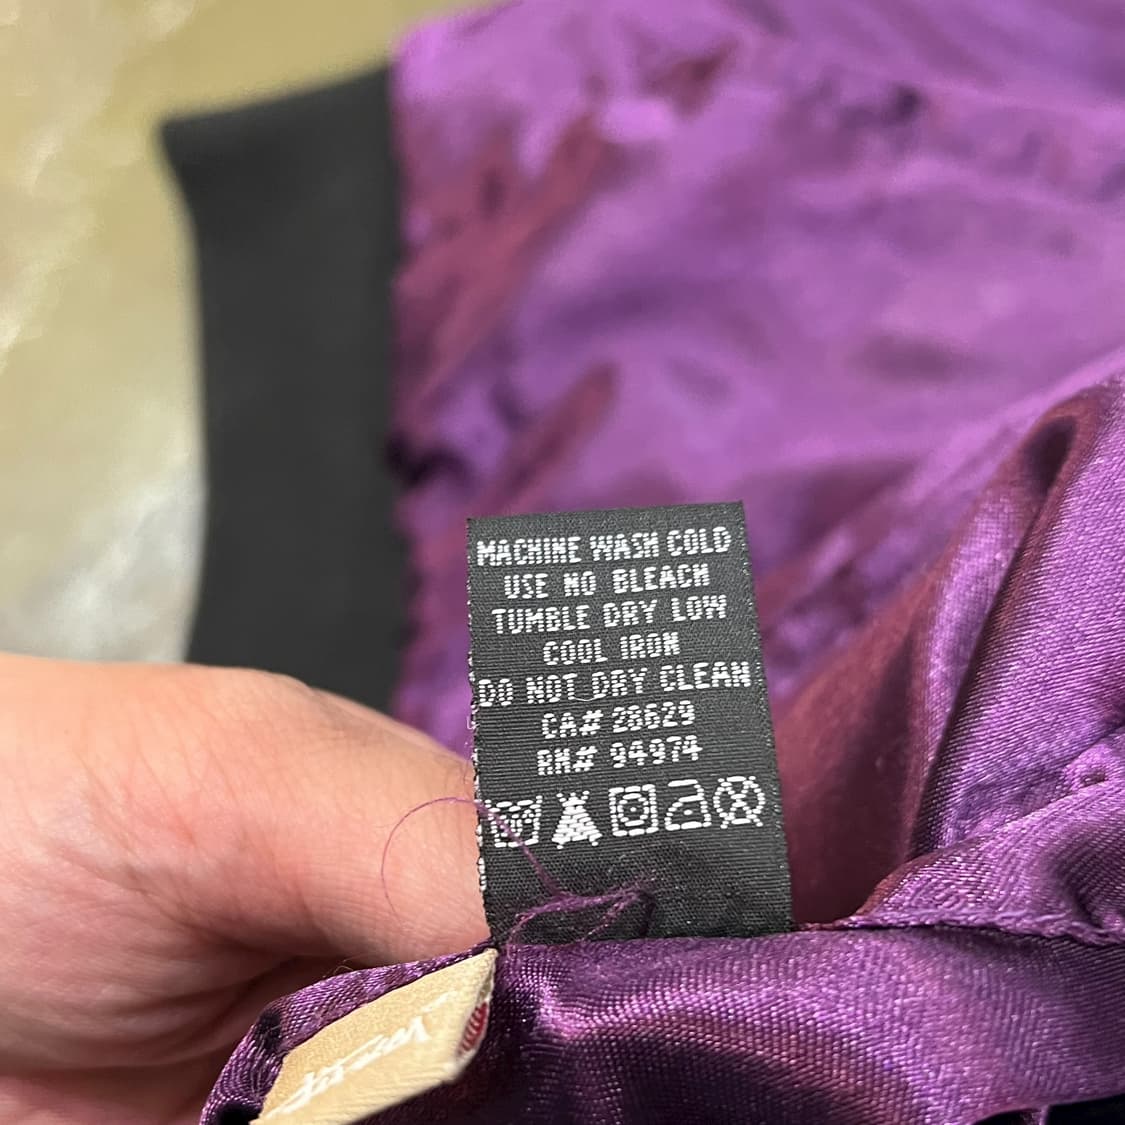 MACHINE WASH COLD
USE NO BLEACH
TUMBLE DRY LOW
COOL IRON
DO NOT DRY CLEAN
CA# 28629
RN# 94974